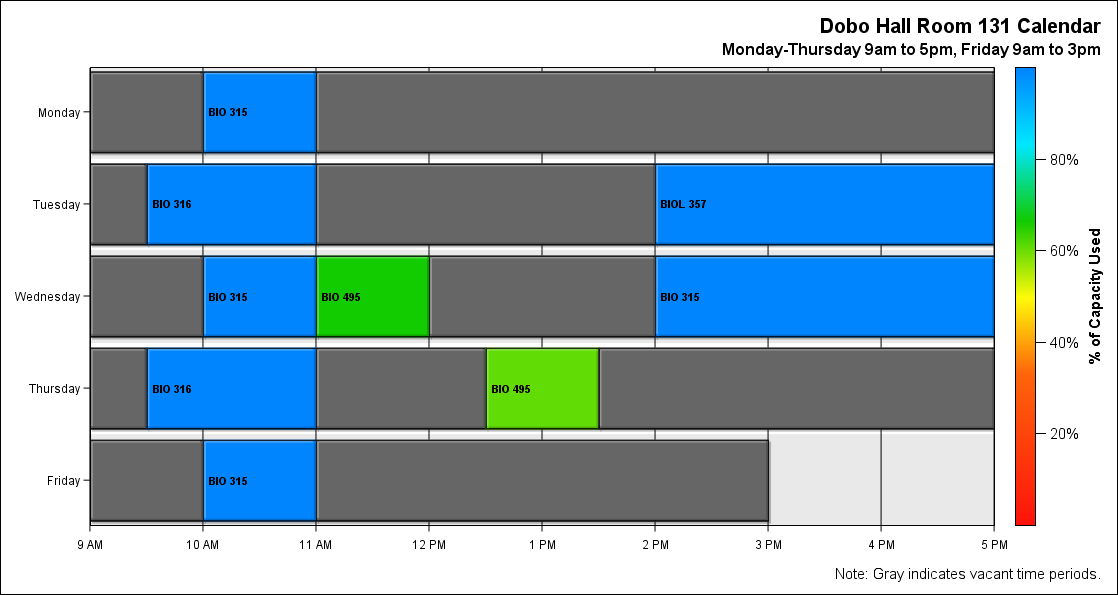 Dobo Hall Room 131 Calendar
Monday-Thursday 9am to 5pm, Friday 9am to 3pm
Monday
BIO 315
Tuesday
BIO 316
BIOL 357
Wednesday
BIO 315
BIO 495
BIO 315
Thursday
BIO 316
BIO 495
Friday
BIO 315
9 AM
10 AM
11 AM
12 PM
1 PM
2 PM
3 PM
4 PM
5 PM
80%
60%
40%
20%
% of Capacity Used
Note: Gray indicates vacant time periods.